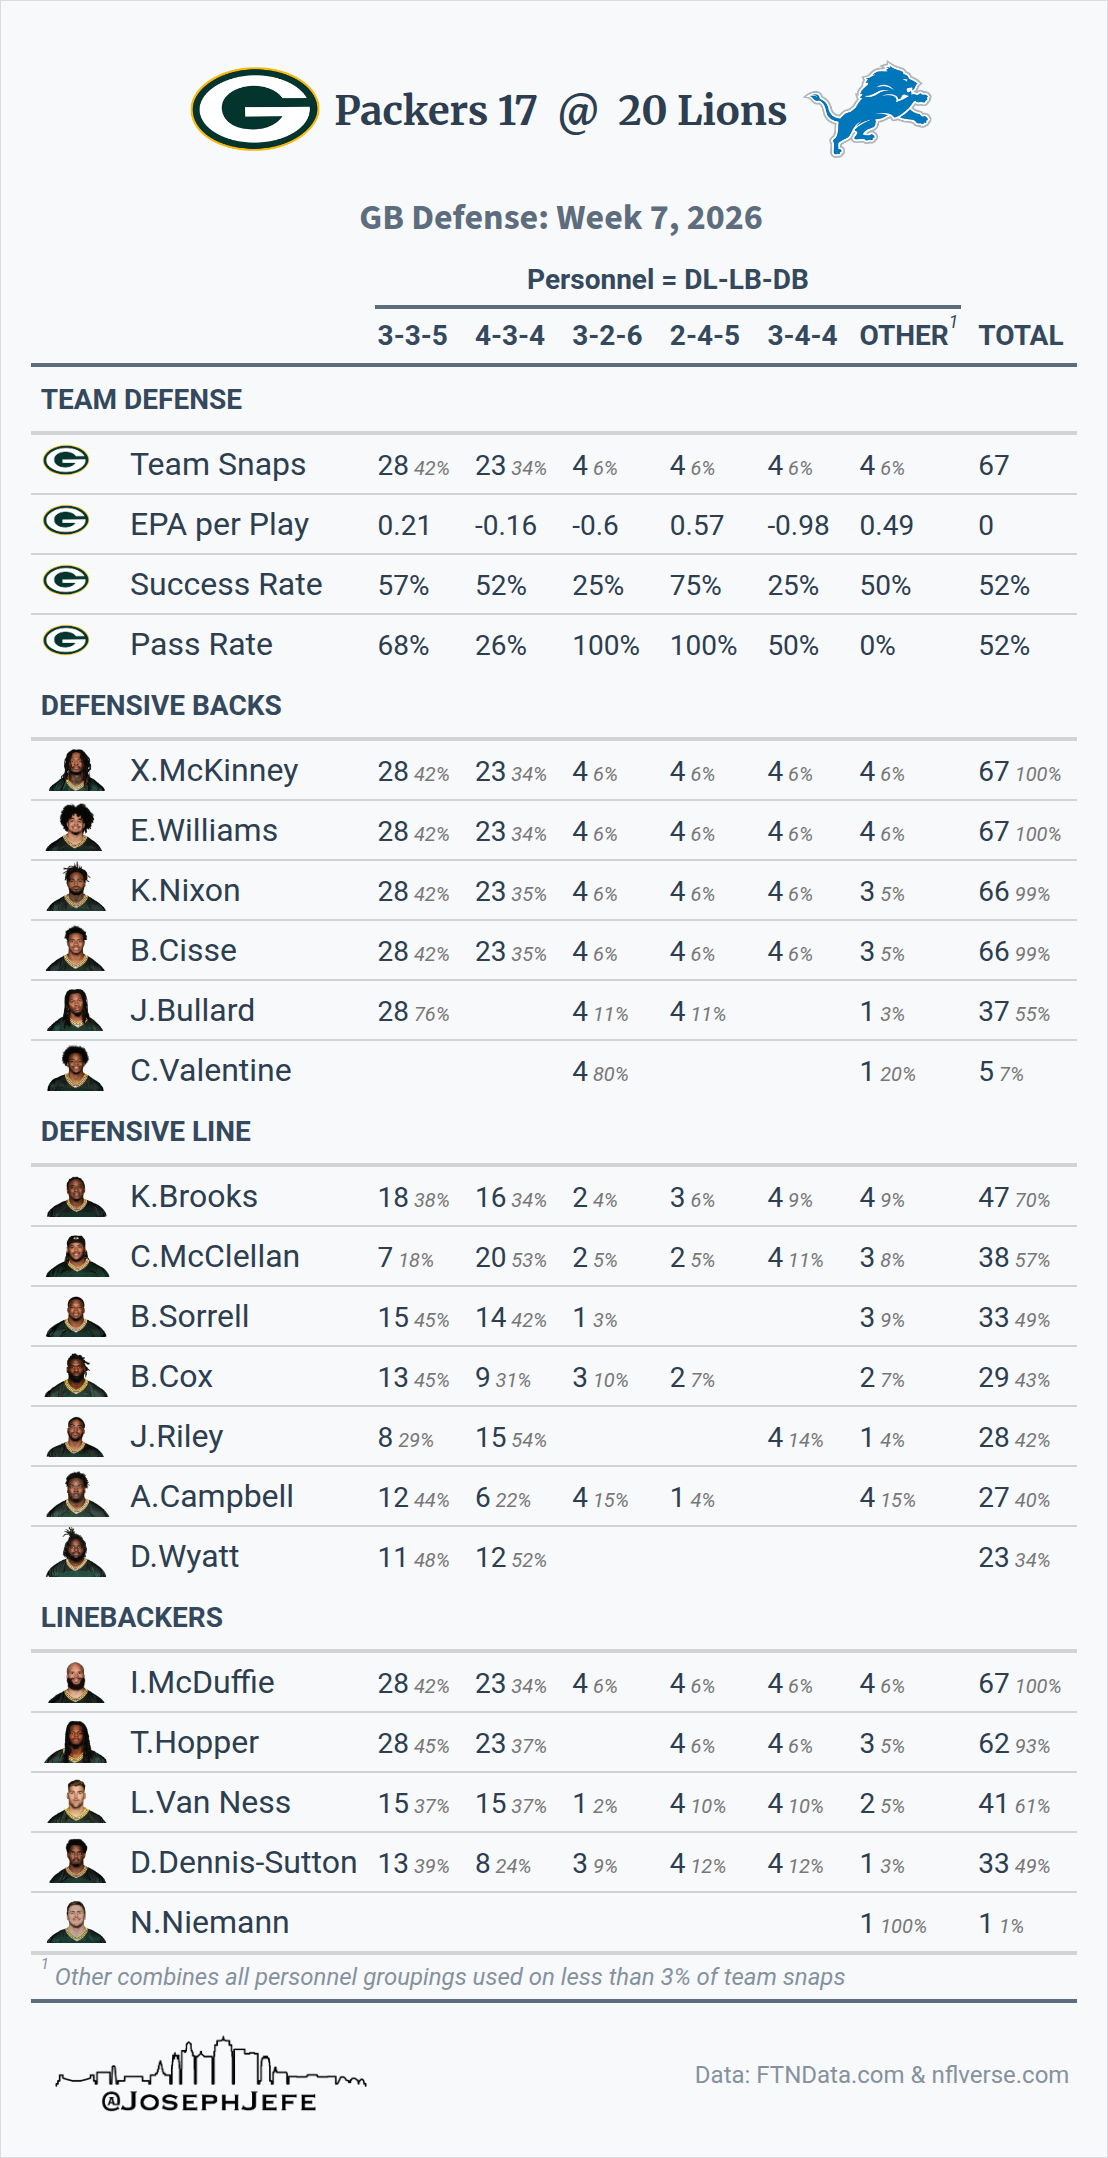 Packers 17 @ 20 Lions
GB Defense: Week 7, 2026
Personnel = DL-LB-DB
3-3-5 4-3-4 3-2-6 2-4-5 3-4-4 OTHER1 TOTAL
TEAM DEFENSE
Team Snaps 28 42% 23 34% 4 6% 4 6% 4 6% 4 6% 67
EPA per Play 0.21 -0.16 -0.6 0.57 -0.98 0.49 0
Success Rate 57% 52% 25% 75% 25% 50% 52%
Pass Rate 68% 26% 100% 100% 50% 0% 52%
DEFENSIVE BACKS
X.McKinney 28 42% 23 34% 4 6% 4 6% 4 6% 4 6% 67 100%
E.Williams 28 42% 23 34% 4 6% 4 6% 4 6% 4 6% 67 100%
K.Nixon 28 42% 23 35% 4 6% 4 6% 4 6% 3 5% 66 99%
B.Cisse 28 42% 23 35% 4 6% 4 6% 4 6% 3 5% 66 99%
J.Bullard 28 76% 4 11% 4 11% 1 3% 37 55%
C.Valentine 4 80% 1 20% 5 7%
DEFENSIVE LINE
K.Brooks 18 38% 16 34% 2 4% 3 6% 4 9% 4 9% 47 70%
C.McClellan 7 18% 20 53% 2 5% 2 5% 4 11% 3 8% 38 57%
B.Sorrell 15 45% 14 42% 1 3% 3 9% 33 49%
B.Cox 13 45% 9 31% 3 10% 2 7% 2 7% 29 43%
J.Riley 8 29% 15 54% 4 14% 1 4% 28 42%
A.Campbell 12 44% 6 22% 4 15% 1 4% 4 15% 27 40%
D.Wyatt 11 48% 12 52% 23 34%
LINEBACKERS
I.McDuffie 28 42% 23 34% 4 6% 4 6% 4 6% 4 6% 67 100%
T.Hopper 28 45% 23 37% 4 6% 4 6% 3 5% 62 93%
L.Van Ness 15 37% 15 37% 1 2% 4 10% 4 10% 2 5% 41 61%
D.Dennis-Sutton 13 39% 8 24% 3 9% 4 12% 4 12% 1 3% 33 49%
N.Niemann 1 100% 1 1%
1 Other combines all personnel groupings used on less than 3% of team snaps
@JosephJefe
Data: FTNData.com & nflverse.com